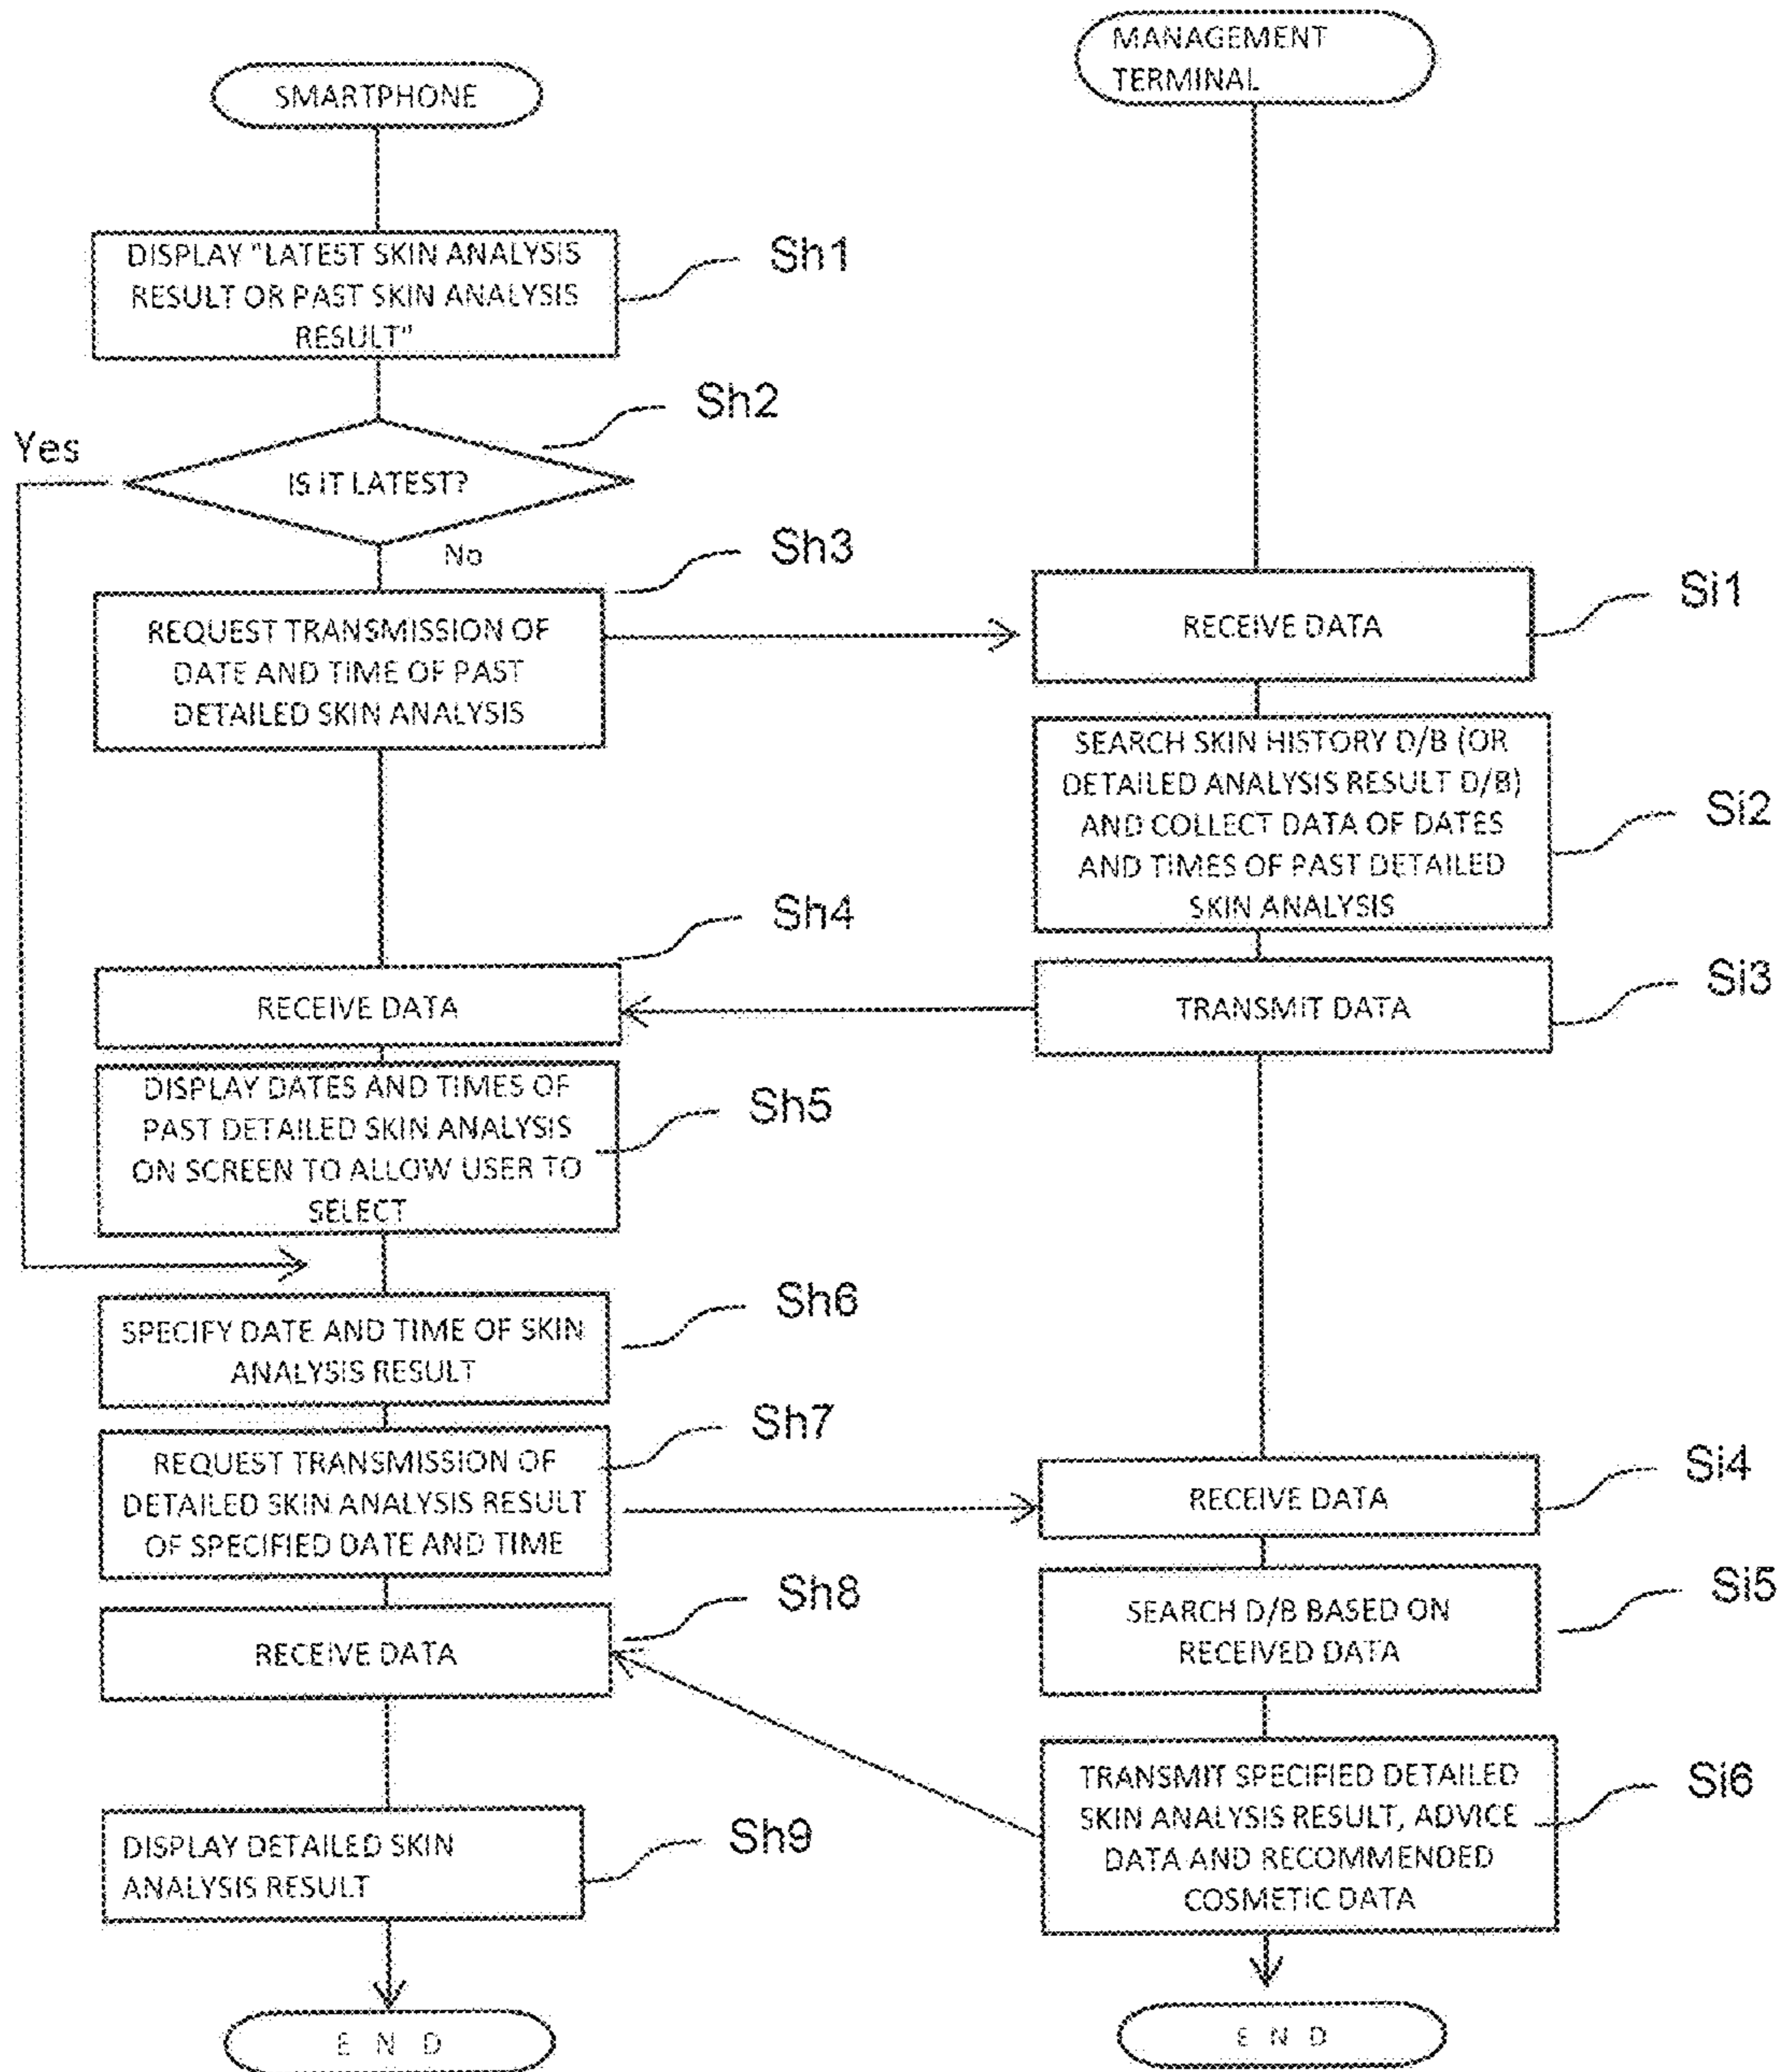 SMARTPHONE
DISPLAY "LATEST SKIN ANALYSIS
RESULT OR PAST SKIN ANALYSIS
RESULT"
Sh1
Sh2
Yes
IS IT LATEST?
No
Sh3
REQUEST TRANSMISSION OF
DATE AND TIME OF PAST
DETAILED SKIN ANALYSIS
Sh4
RECEIVE DATA
DISPLAY DATES AND TIMES OF
PAST DETAILED SKIN ANALYSIS
ON SCREEN TO ALLOW USER TO
SELECT
Sh5
Sh6
SPECIFY DATE AND TIME OF SKIN
ANALYSIS RESULT
Sh7
REQUEST TRANSMISSION OF
DETAILED SKIN ANALYSIS RESULT
OF SPECIFIED DATE AND TIME
Sh8
RECEIVE DATA
DISPLAY DETAILED SKIN
ANALYSIS RESULT
Sh9
E N D
MANAGEMENT
TERMINAL
RECEIVE DATA
Si1
SEARCH SKIN HISTORY D/B (OR
DETAILED ANALYSIS RESULT D/B)
AND COLLECT DATA OF DATES
AND TIMES OF PAST DETAILED
SKIN ANALYSIS
Si2
TRANSMIT DATA
Si3
RECEIVE DATA
Si4
SEARCH D/B BASED ON
RECEIVED DATA
Si5
TRANSMIT SPECIFIED DETAILED
SKIN ANALYSIS RESULT, ADVICE
DATA AND RECOMMENDED
COSMETIC DATA
Si6
E N D